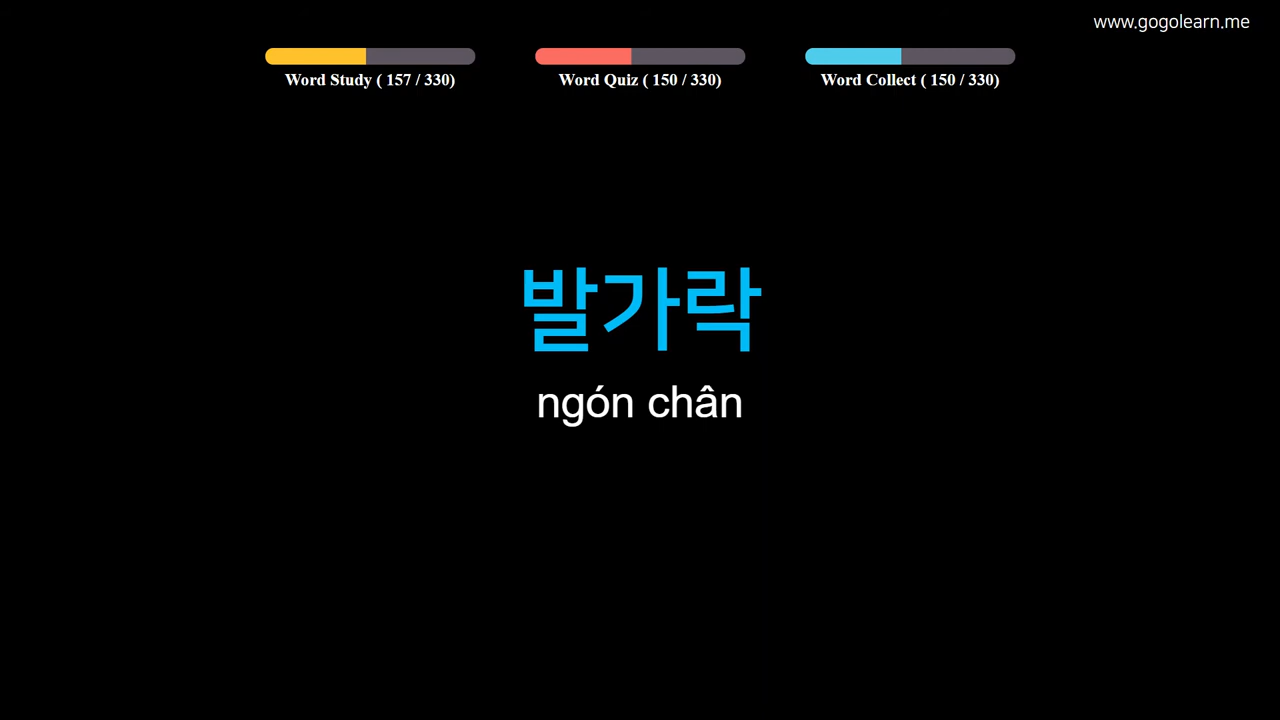 www.gogolearn.me
Word Study ( 157 / 330)
Word Quiz ( 150 / 330)
Word Collect ( 150 / 330)
발가락
ngón chân